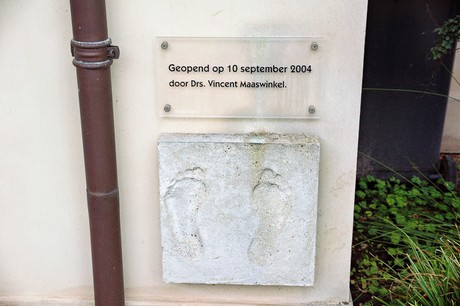 Geopend op 10 september 2004
door Drs. Vincent Maaswinkel.